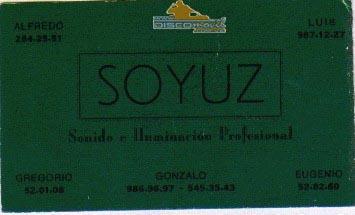 DISCO
ALFREDO LUIS
284-25-51 987-12-27
SOYUZ
Sonido e Iluminación Profesional
GREGORIO GONZALO EUGENIO
52-01-08 986-96-97 - 545-35-43 52-82-60